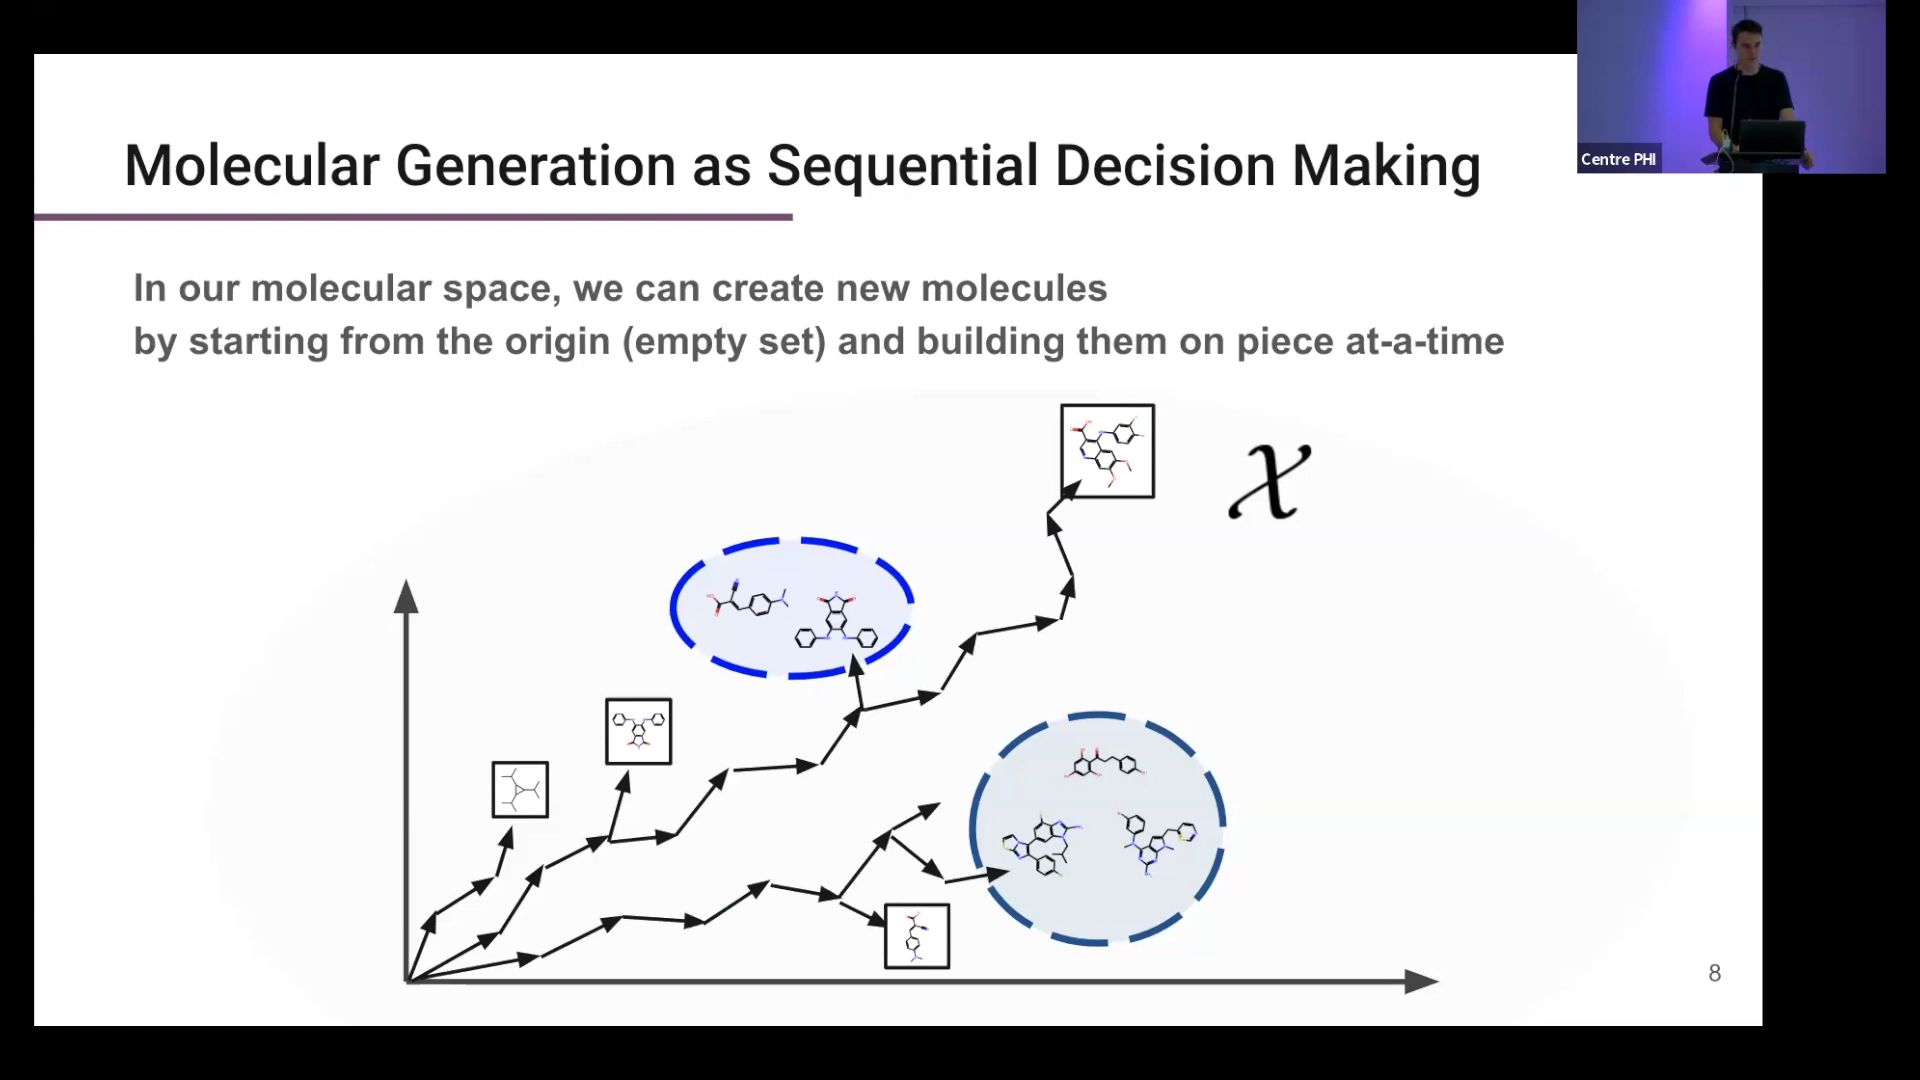 Molecular Generation as Sequential Decision Making
Centre PHI
In our molecular space, we can create new molecules
by starting from the origin (empty set) and building them on piece at-a-time
𝒳
8